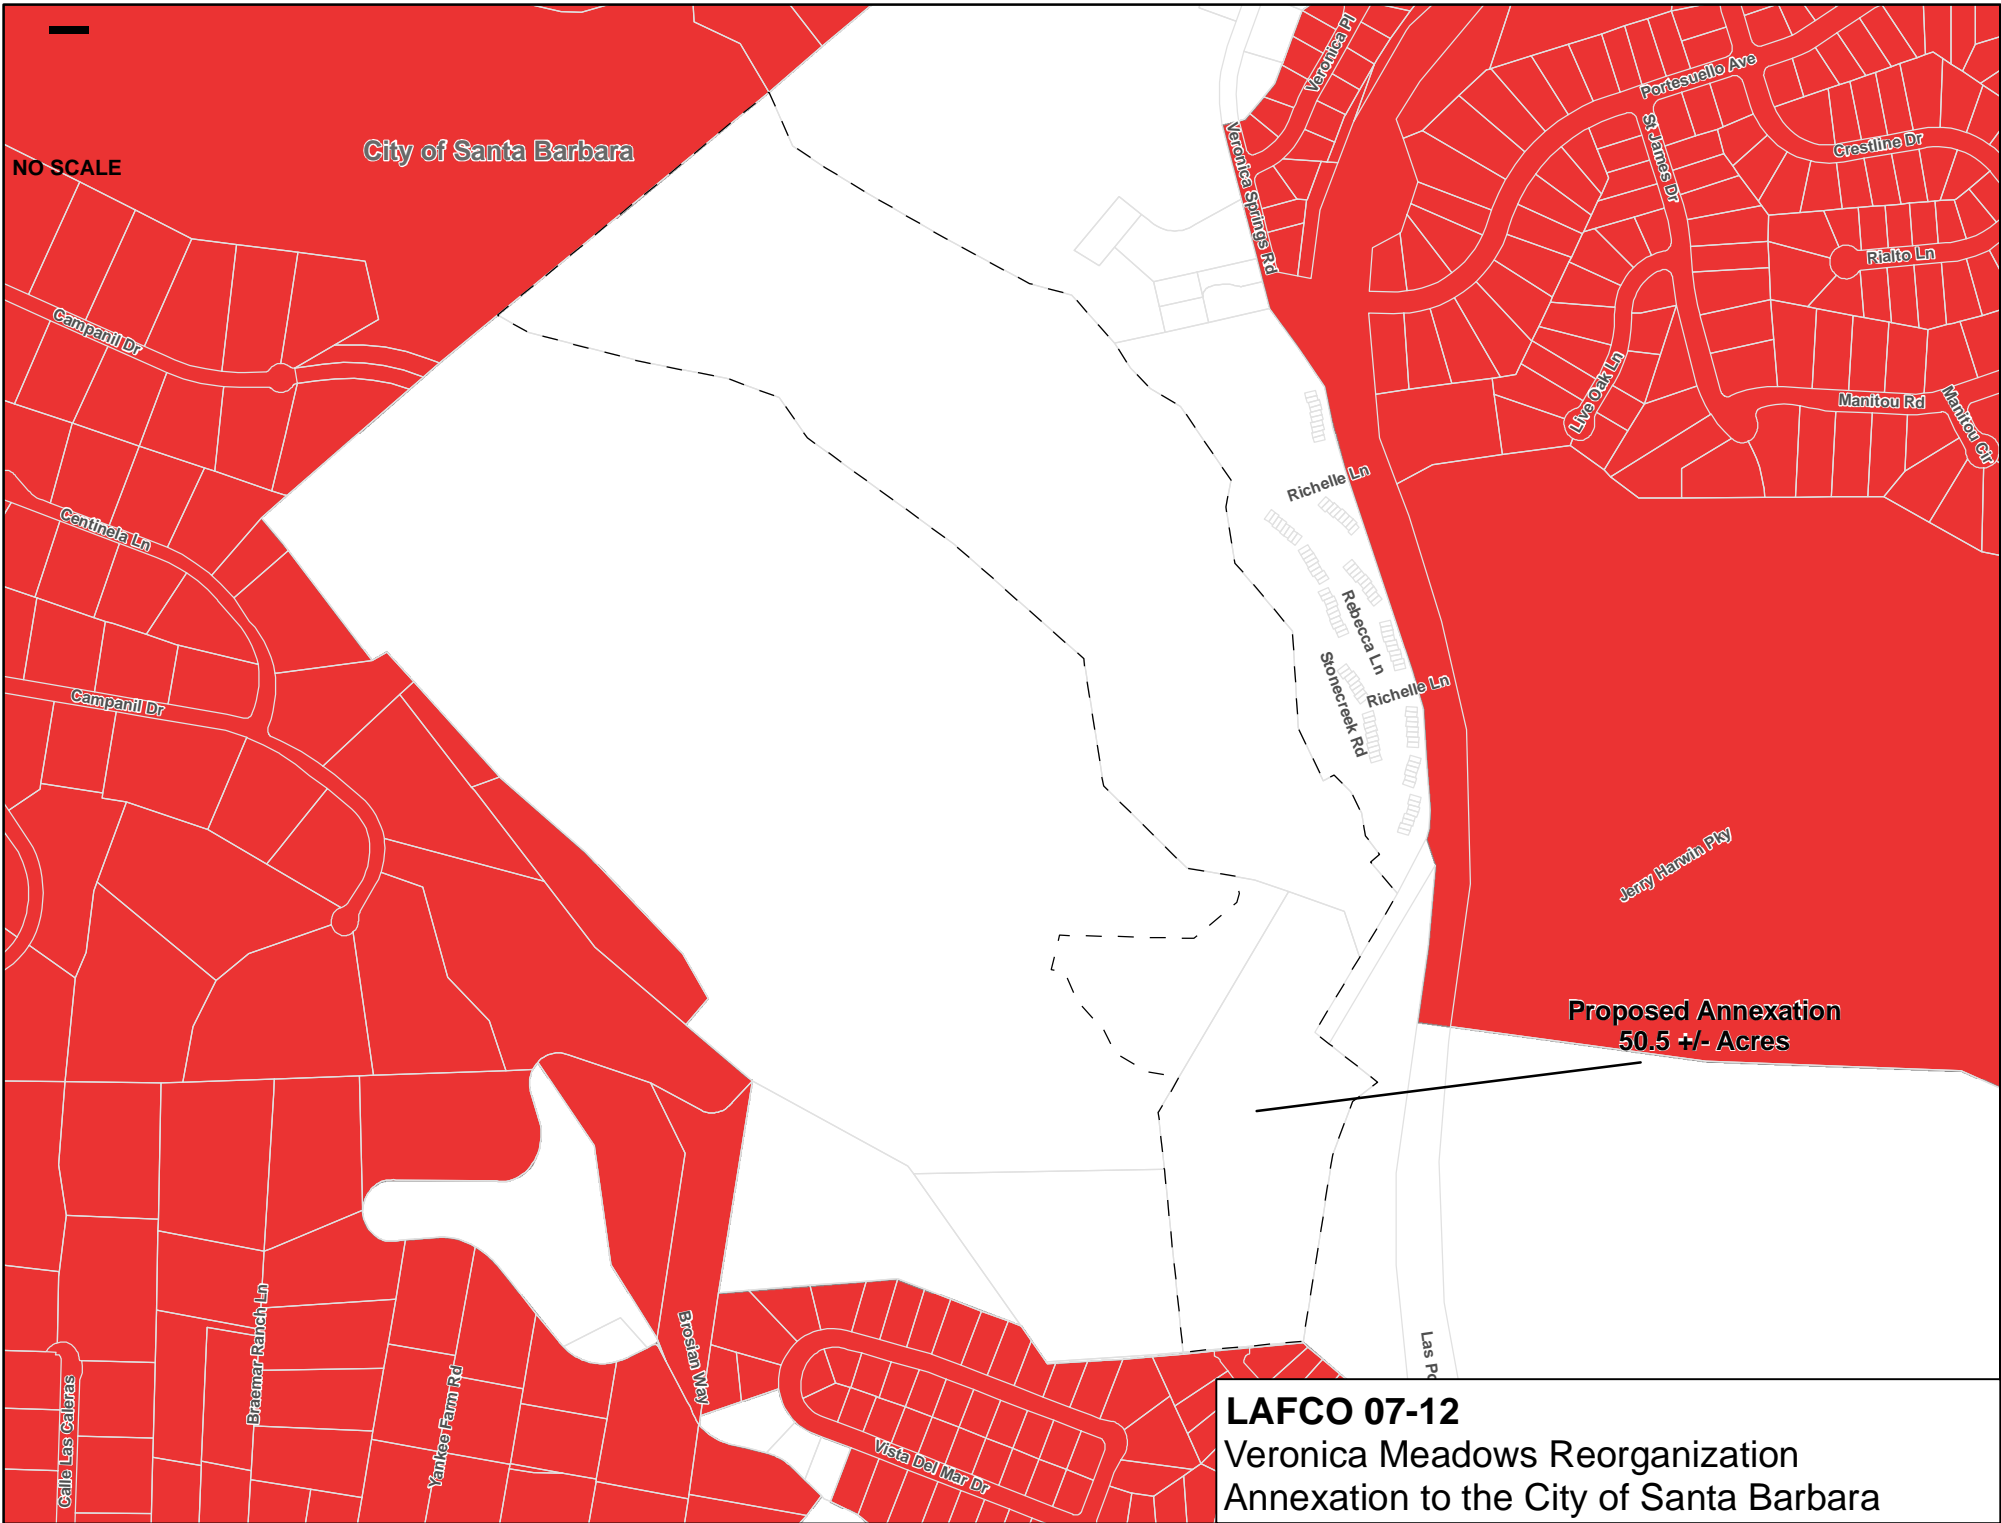 NO SCALE
City of Santa Barbara
Veronica Pl
Portesuello Ave
St James Dr
Crestline Dr
Veronica Springs Rd
Rialto Ln
Campanil Dr
Live Oak Ln
Manitou Rd
Manitou Cir
Richelle Ln
Centinela Ln
Rebecca Ln
Stonecreek Rd
Richelle Ln
Campanil Dr
Jerry Harwin Pky
Proposed Annexation
50.5 +/- Acres
Braemar Ranch Ln
Brosian Way
Yankee Farm Rd
Calle Las Caleras
Vista Del Mar Dr
Las Po
LAFCO 07-12
Veronica Meadows Reorganization
Annexation to the City of Santa Barbara